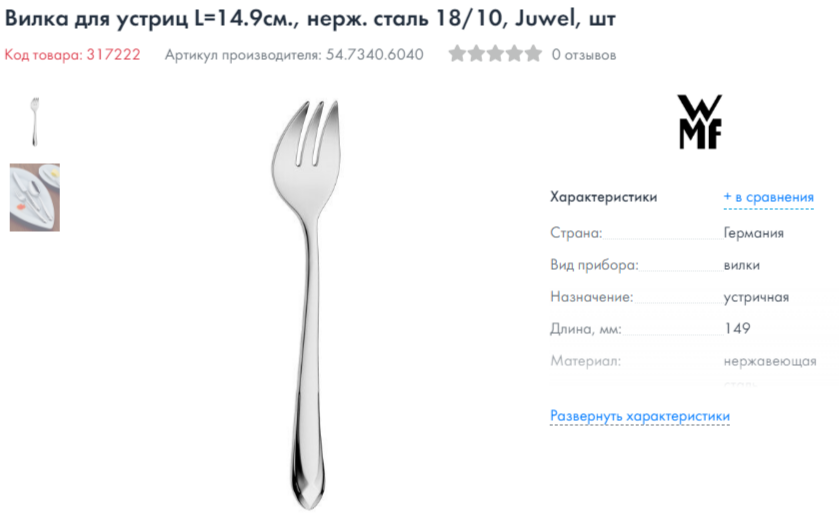 Вилка для устриц L=14.9см., нерж. сталь 18/10, Juwel, шт
Код товара: 317222 Артикул производителя: 54.7340.6040 0 отзывов
WMF
Характеристики + в сравнения
Страна: Германия
Вид прибора: вилки
Назначение: устричная
Длина, мм: 149
Материал: нержавеющая
сталь
Развернуть характеристики